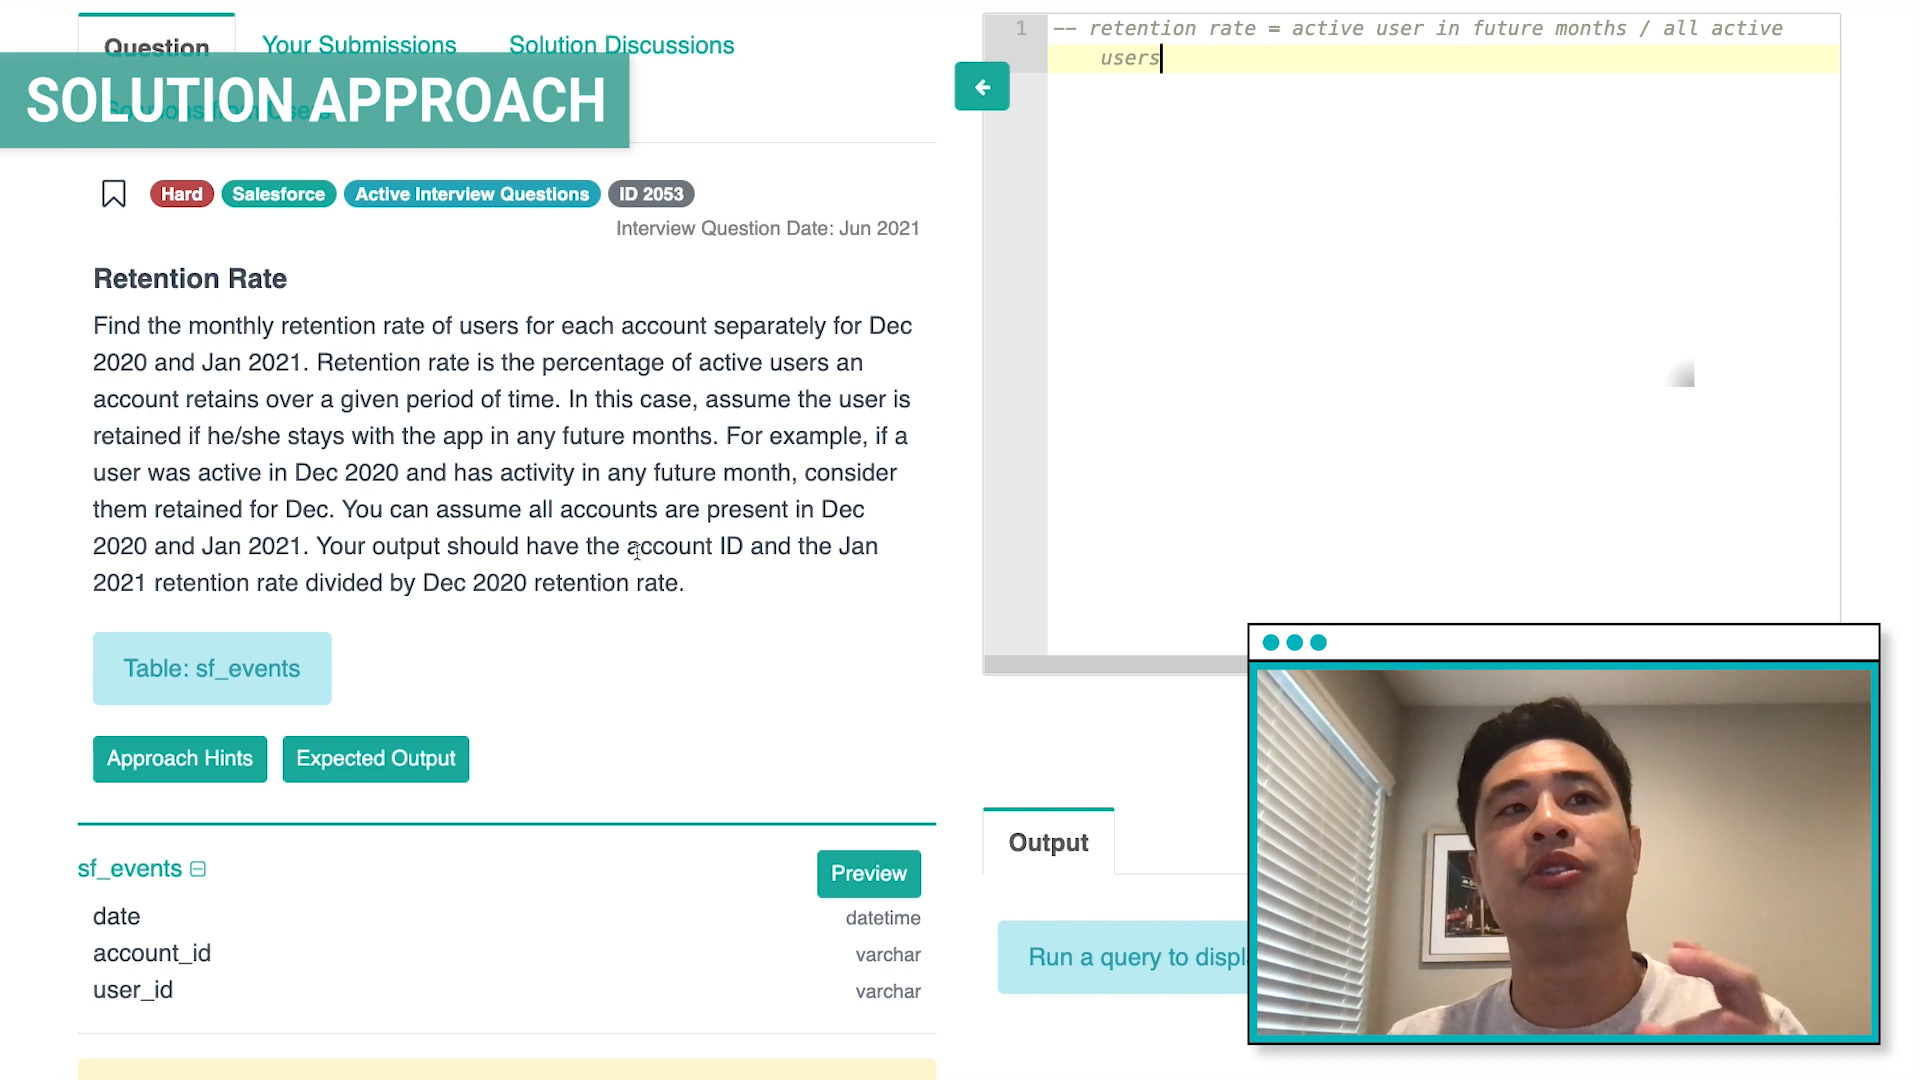 Question
Your Submissions
Solution Discussions
SOLUTION APPROACH
Hard
Salesforce
Active Interview Questions
ID 2053
Interview Question Date: Jun 2021
Retention Rate
Find the monthly retention rate of users for each account separately for Dec
2020 and Jan 2021. Retention rate is the percentage of active users an
account retains over a given period of time. In this case, assume the user is
retained if he/she stays with the app in any future months. For example, if a
user was active in Dec 2020 and has activity in any future month, consider
them retained for Dec. You can assume all accounts are present in Dec
2020 and Jan 2021. Your output should have the account ID and the Jan
2021 retention rate divided by Dec 2020 retention rate.
Table: sf_events
Approach Hints
Expected Output
sf_events
Preview
date datetime
account_id varchar
user_id varchar
1 -- retention rate = active user in future months / all active
users
Output
Run a query to displ